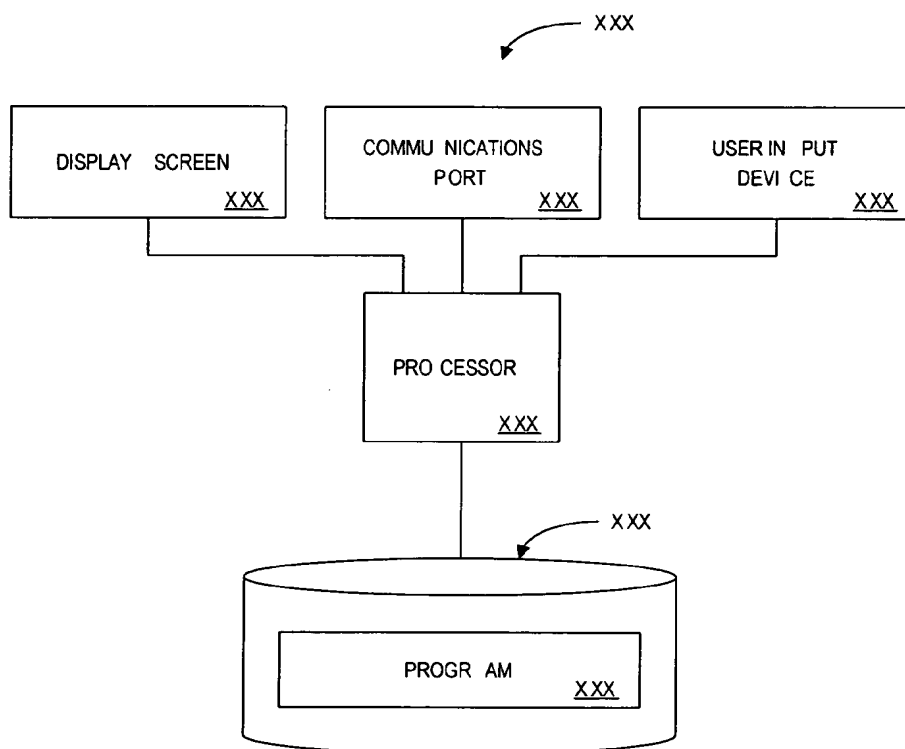 XXX
DISPLAY SCREEN
XXX
COMMU NICATIONS
PORT
XXX
USER IN PUT
DEVI CE
XXX
PRO CESSOR
XXX
XXX
PROGR AM
XXX